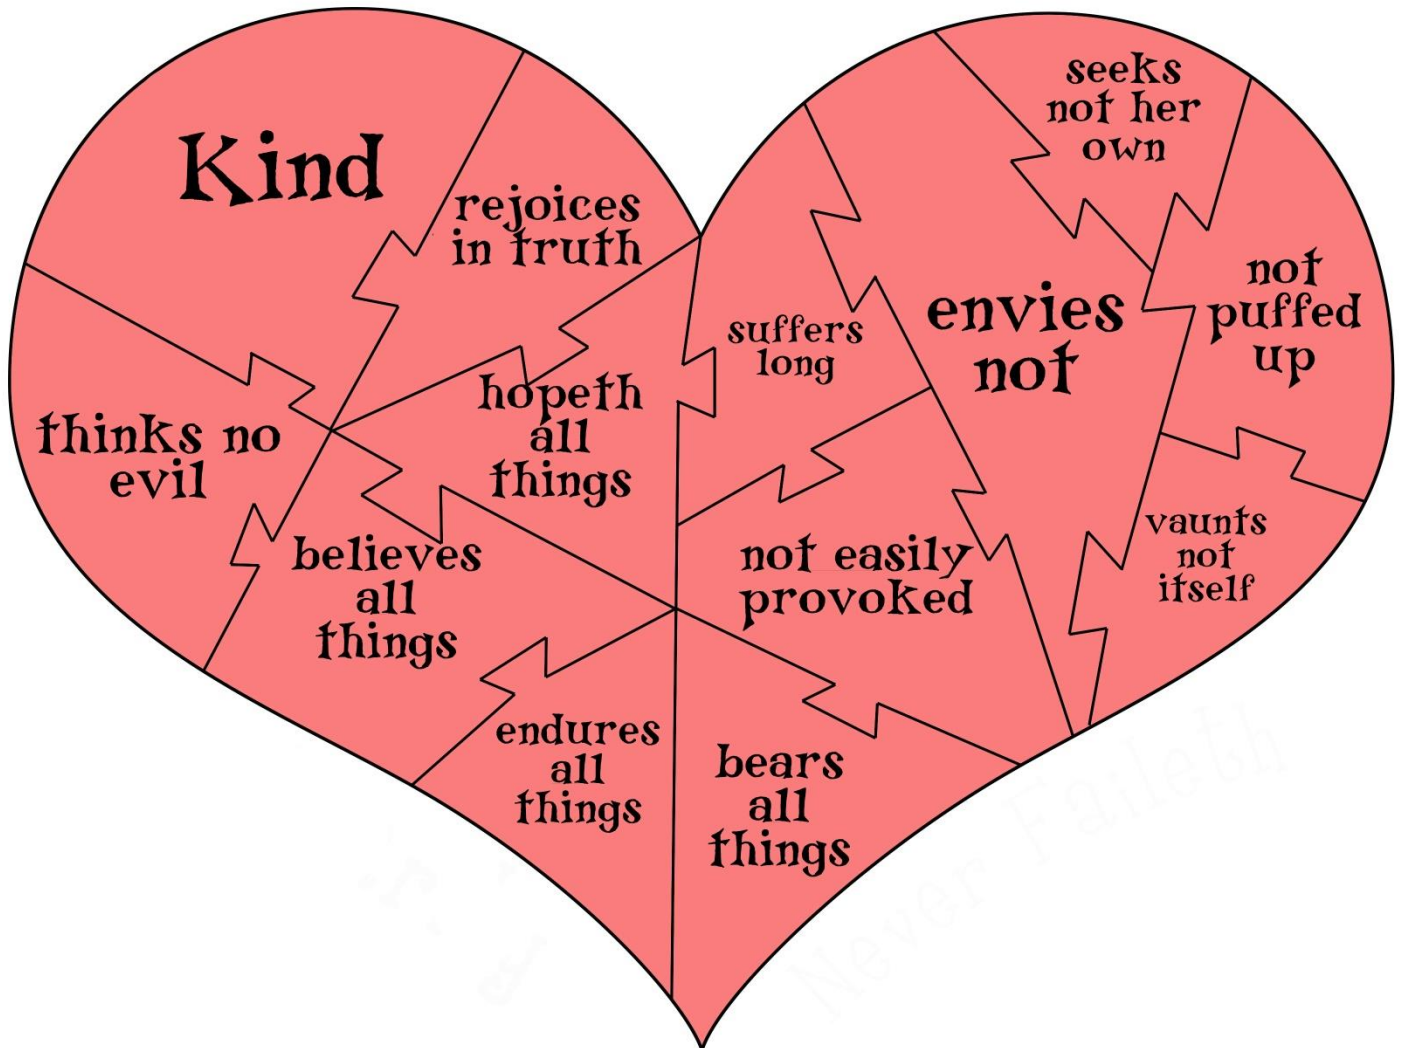 Kind
rejoices
in truth
thinks no
evil
hopeth
all
things
believes
all
things
endures
all
things
bears
all
things
suffers
long
not easily
provoked
envies
not
seeks
not her
own
not
puffed
up
vaunts
not
itself
Never Faileth